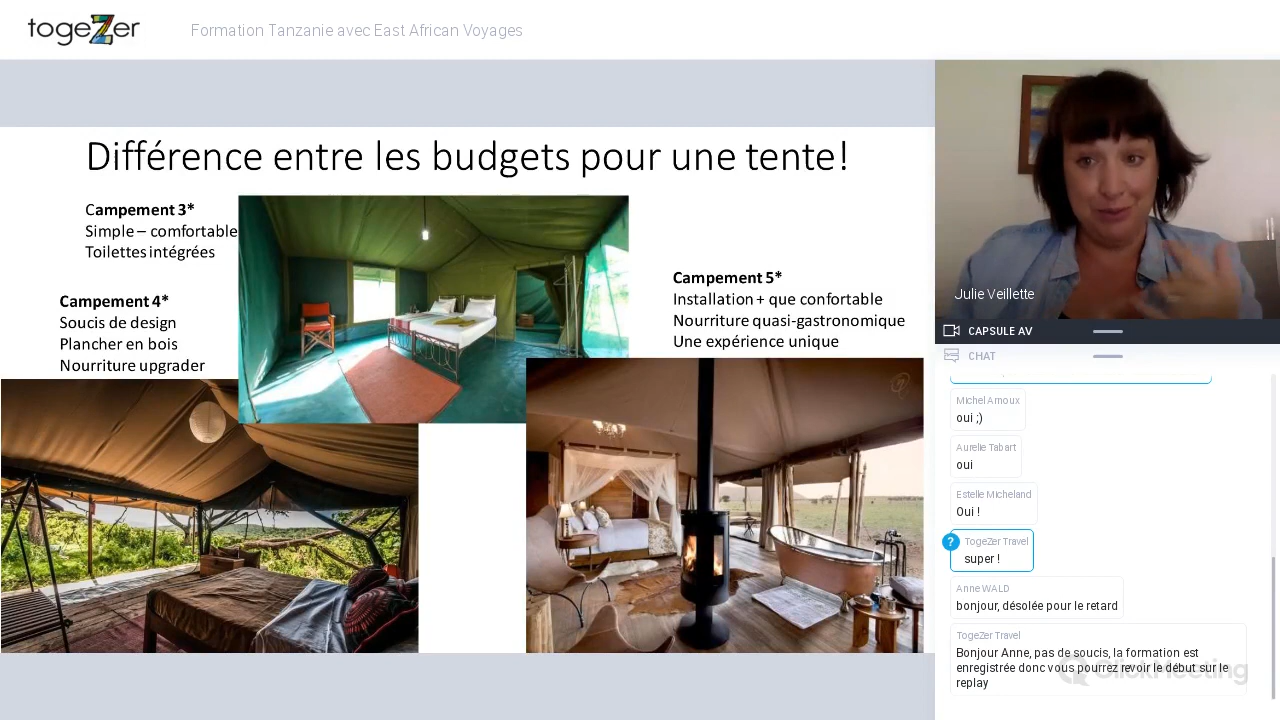 togeZer
Formation Tanzanie avec East African Voyages
Différence entre les budgets pour une tente!
Campement 3*
Simple – comfortable
Toilettes intégrées
Campement 4*
Soucis de design
Plancher en bois
Nourriture upgrader
Campement 5*
Installation + que confortable
Nourriture quasi-gastronomique
Une expérience unique
Julie Veillette
CAPSULE AV
CHAT
Michel Arnoux
oui ;)
Aurelie Tabart
oui
Estelle Micheland
Oui !
?
TogeZer Travel
super !
Anne WALD
bonjour, désolée pour le retard
TogeZer Travel
Bonjour Anne, pas de soucis, la formation est
enregistrée donc vous pourrez revoir le début sur le
replay
ClickMeeting